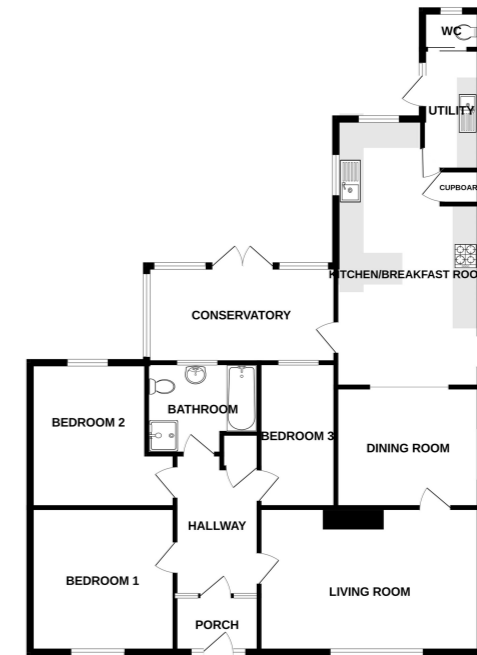 WC
UTILITY
CUPBOAR
KITCHEN/BREAKFAST ROO
CONSERVATORY
BATHROOM
BEDROOM 2
BEDROOM 3
DINING ROOM
HALLWAY
BEDROOM 1
LIVING ROOM
PORCH